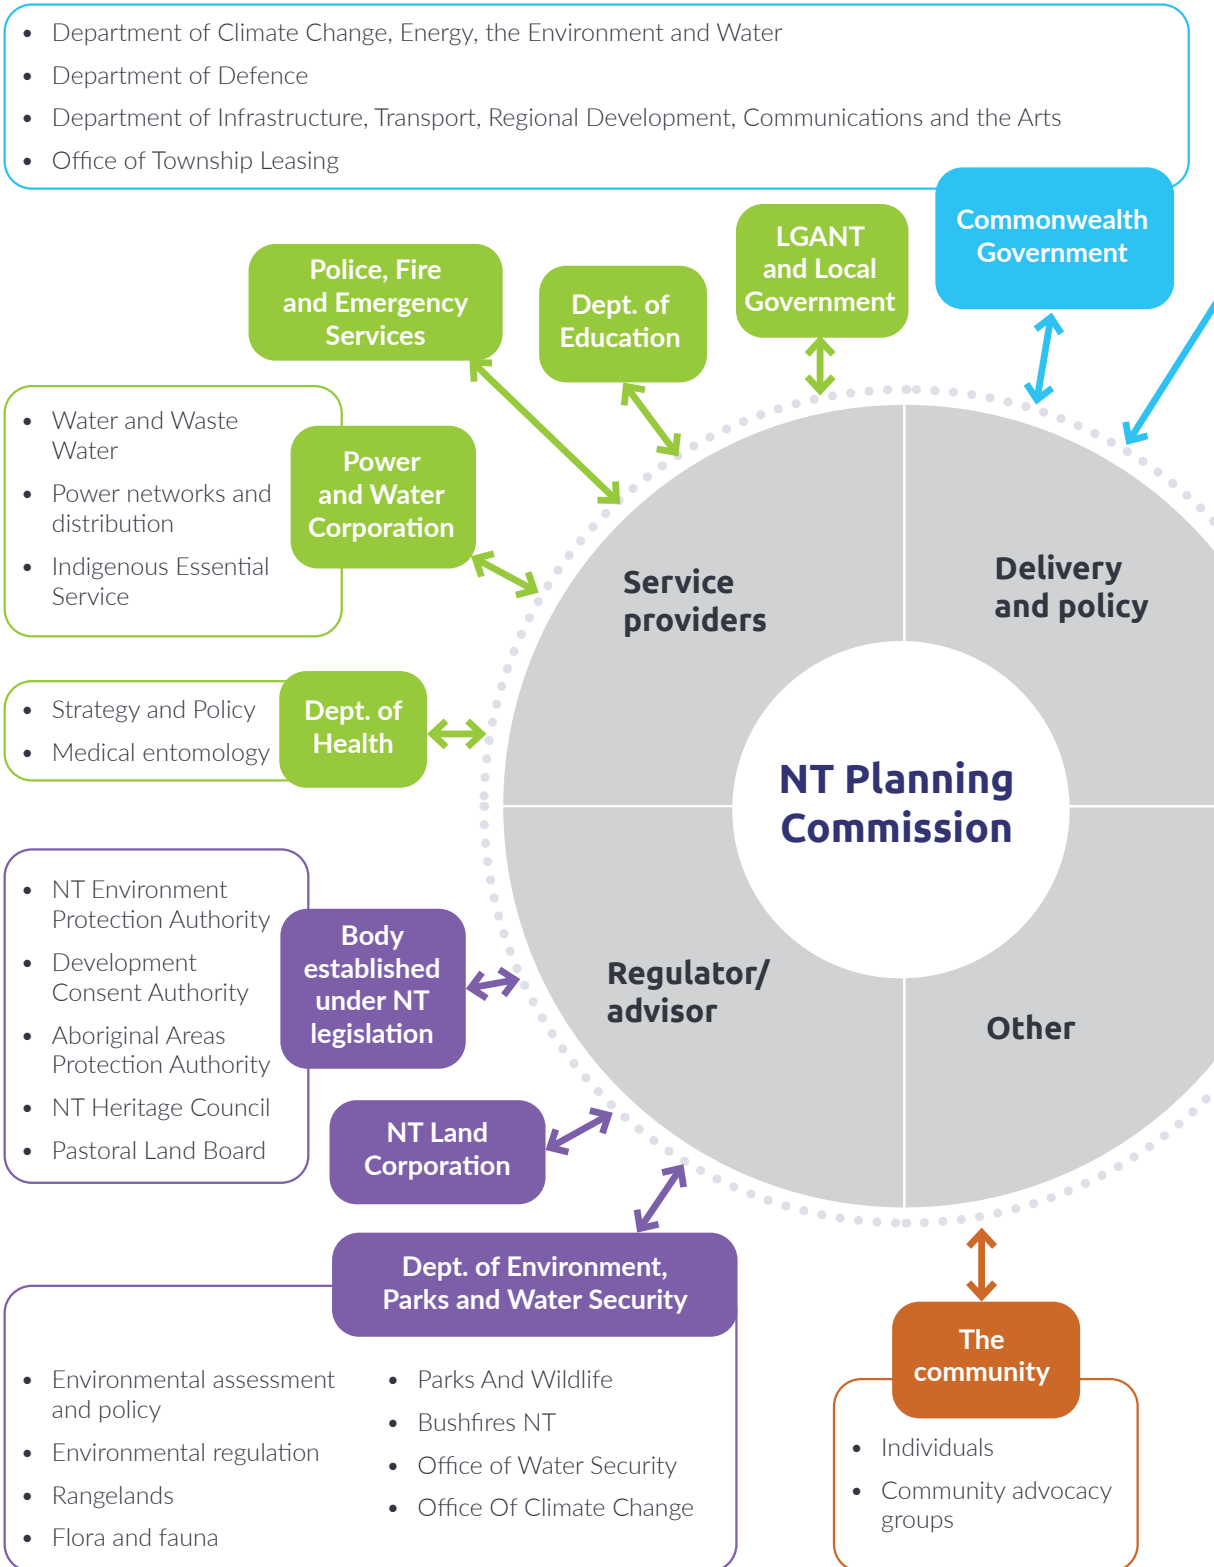 • Department of Climate Change, Energy, the Environment and Water
• Department of Defence
• Department of Infrastructure, Transport, Regional Development, Communications and the Arts
• Office of Township Leasing
Commonwealth
Government
LGANT
and Local
Government
Police, Fire
and Emergency
Services
Dept. of
Education
• Water and Waste
Water
• Power networks and
distribution
• Indigenous Essential
Service
Power
and Water
Corporation
Service
providers
Delivery
and policy
• Strategy and Policy
• Medical entomology
Dept. of
Health
NT Planning
Commission
• NT Environment
Protection Authority
• Development
Consent Authority
• Aboriginal Areas
Protection Authority
• NT Heritage Council
• Pastoral Land Board
Body
established
under NT
legislation
Regulator/
advisor
Other
NT Land
Corporation
Dept. of Environment,
Parks and Water Security
• Environmental assessment
and policy
• Environmental regulation
• Rangelands
• Flora and fauna
• Parks And Wildlife
• Bushfires NT
• Office of Water Security
• Office Of Climate Change
The
community
• Individuals
• Community advocacy
groups